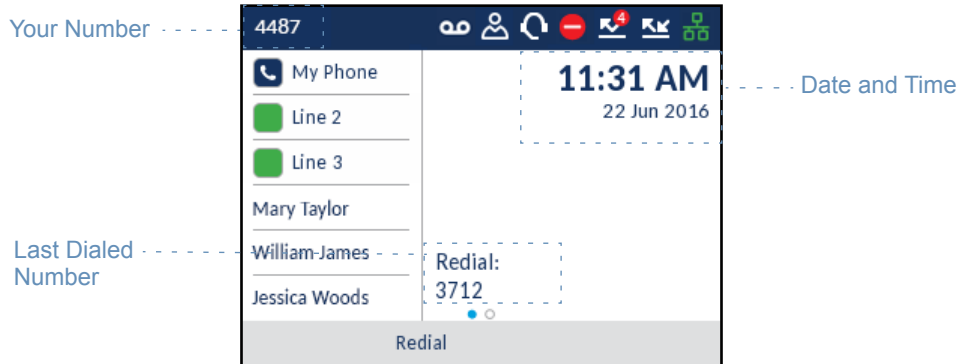 Your Number
4487
4
My Phone
Line 2
Line 3
Mary Taylor
William James
Jessica Woods
11:31 AM
22 Jun 2016
Date and Time
Last Dialed
Number
Redial:
3712
Redial